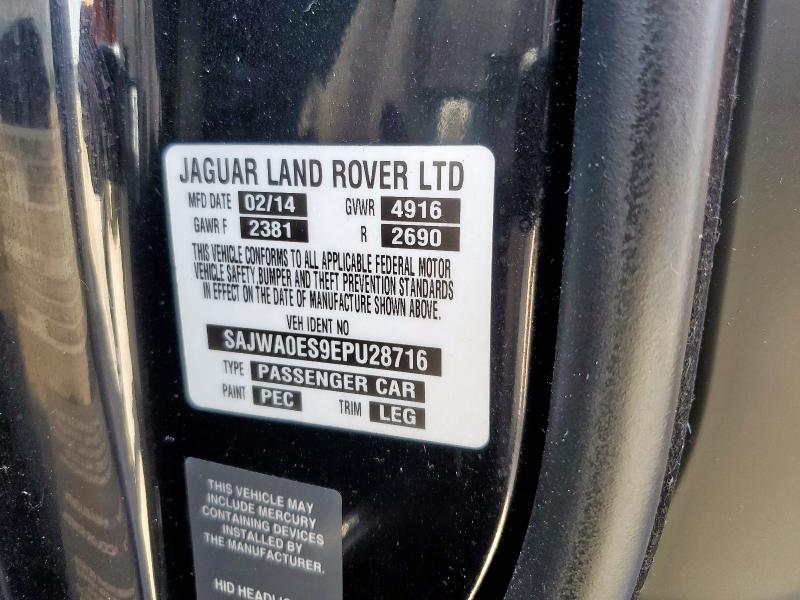 JAGUAR LAND ROVER LTD
MFD DATE 02/14 GVWR 4916
GAWR F 2381 R 2690
THIS VEHICLE CONFORMS TO ALL APPLICABLE FEDERAL MOTOR
VEHICLE SAFETY BUMPER AND THEFT PREVENTION STANDARDS
IN EFFECT ON THE DATE OF MANUFACTURE SHOWN ABOVE.
VEH IDENT NO
SAJWA0ES9EPU28716
TYPE PASSENGER CAR
PAINT PEC TRIM LEG
THIS VEHICLE MAY
INCLUDE MERCURY
CONTAINING DEVICES
INSTALLED BY
THE MANUFACTURER.
HID